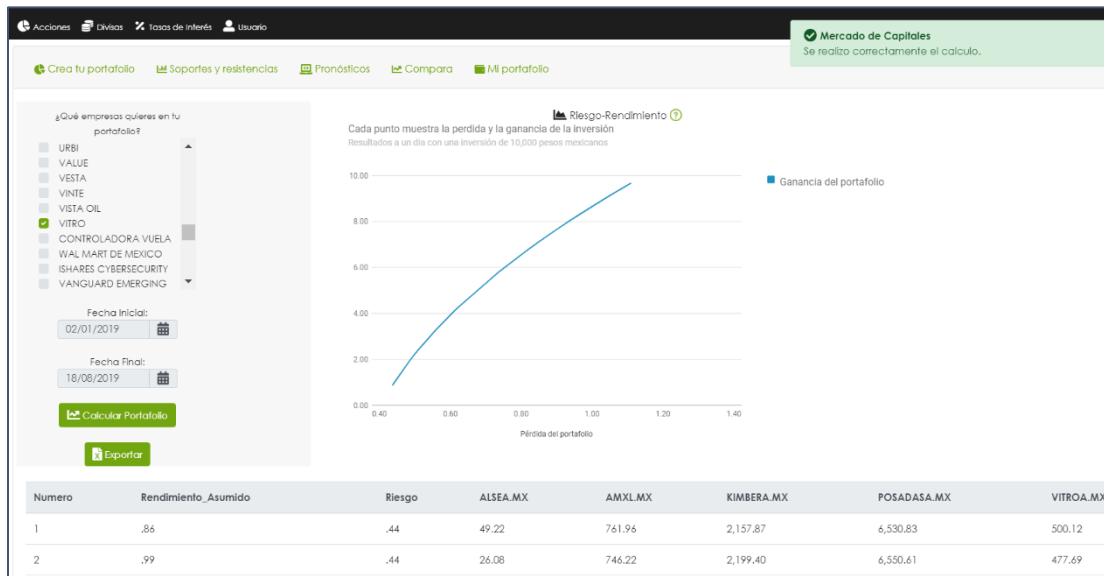 Acciones Divisas Tasas de Interés Usuario
Mercado de Capitales
Se realizo correctamente el calculo.
Crea tu portafolio Soportes y resistencias Pronósticos Compara Mi portafolio
¿Qué empresas quieres en tu
portafolio?
URBI
VALUE
VESTA
VINTE
VISTA OIL
VITRO
CONTROLADORA VUELA
WAL MART DE MEXICO
ISHARES CYBERSECURITY
VANGUARD EMERGING
Fecha Inicial:
02/01/2019
Fecha Final:
18/08/2019
Calcular Portafolio
Exportar
Riesgo-Rendimiento ?
Cada punto muestra la perdida y la ganancia de la inversión
Resultados a un día con una inversión de 10,000 pesos mexicanos
10.00
8.00
6.00
4.00
2.00
0.00
0.40 0.60 0.80 1.00 1.20 1.40
Pérdida del portafolio
Ganancia del portafolio
Numero Rendimiento_Asumido Riesgo ALSEA.MX AMXL.MX KIMBERA.MX POSADASA.MX VITROA.MX
1 .86 .44 49.22 761.96 2,157.87 6,530.83 500.12
2 .99 .44 26.08 746.22 2,199.40 6,550.61 477.69